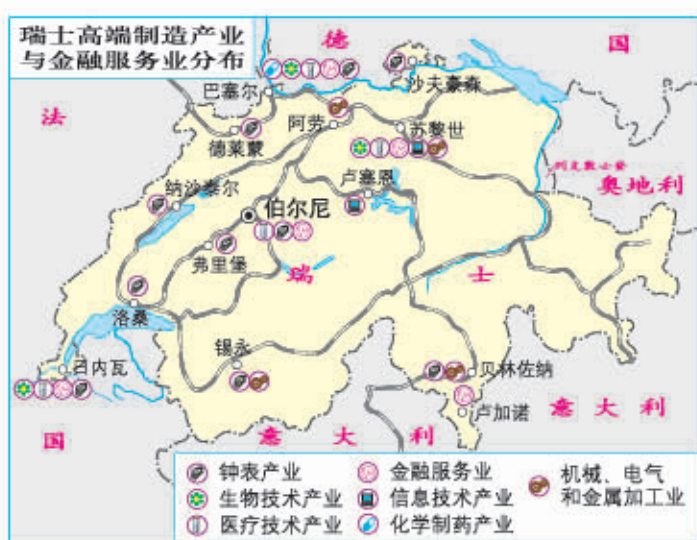 瑞士高端制造产业
与金融服务业分布
德
国
法
国
巴塞尔
沙夫豪森
阿劳
苏黎世
德莱蒙
列支敦士登
奥地利
纳沙泰尔
卢塞恩
伯尔尼
弗里堡
瑞
士
洛桑
锡永
日内瓦
贝林佐纳
卢加诺
意大利
意大利
钟表产业
金融服务业
机械、电气
和金属加工业
生物技术产业
信息技术产业
医疗技术产业
化学制药产业